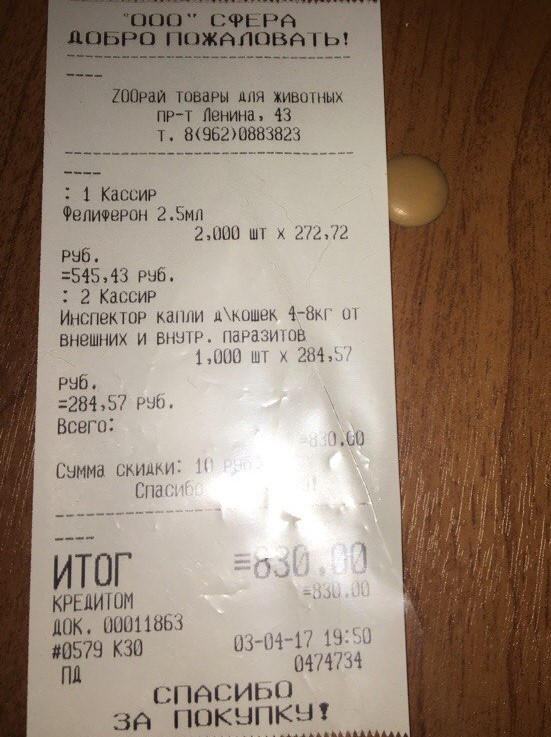 "ООО" СФЕРА
ДОБРО ПОЖАЛОВАТЬ!
----
ZOOрай товары для животных
пр-т Ленина, 43
т. 8(962)0883823
----
: 1 Кассир
Фелиферон 2.5мл
2,000 шт х 272,72
руб.
=545,43 руб.
: 2 Кассир
Инспектор капли д\кошек 4-8кг от
внешних и внутр. паразитов
1,000 шт х 284,57
руб.
=284,57 руб.
Всего:
=830.00
Сумма скидки: 10 руб
Спасибо
----
ИТОГ =830.00
КРЕДИТОМ =830.00
ДОК. 00011863
#0579 К30 03-04-17 19:50
ПД 0474734
СПАСИБО
ЗА ПОКУПКУ!